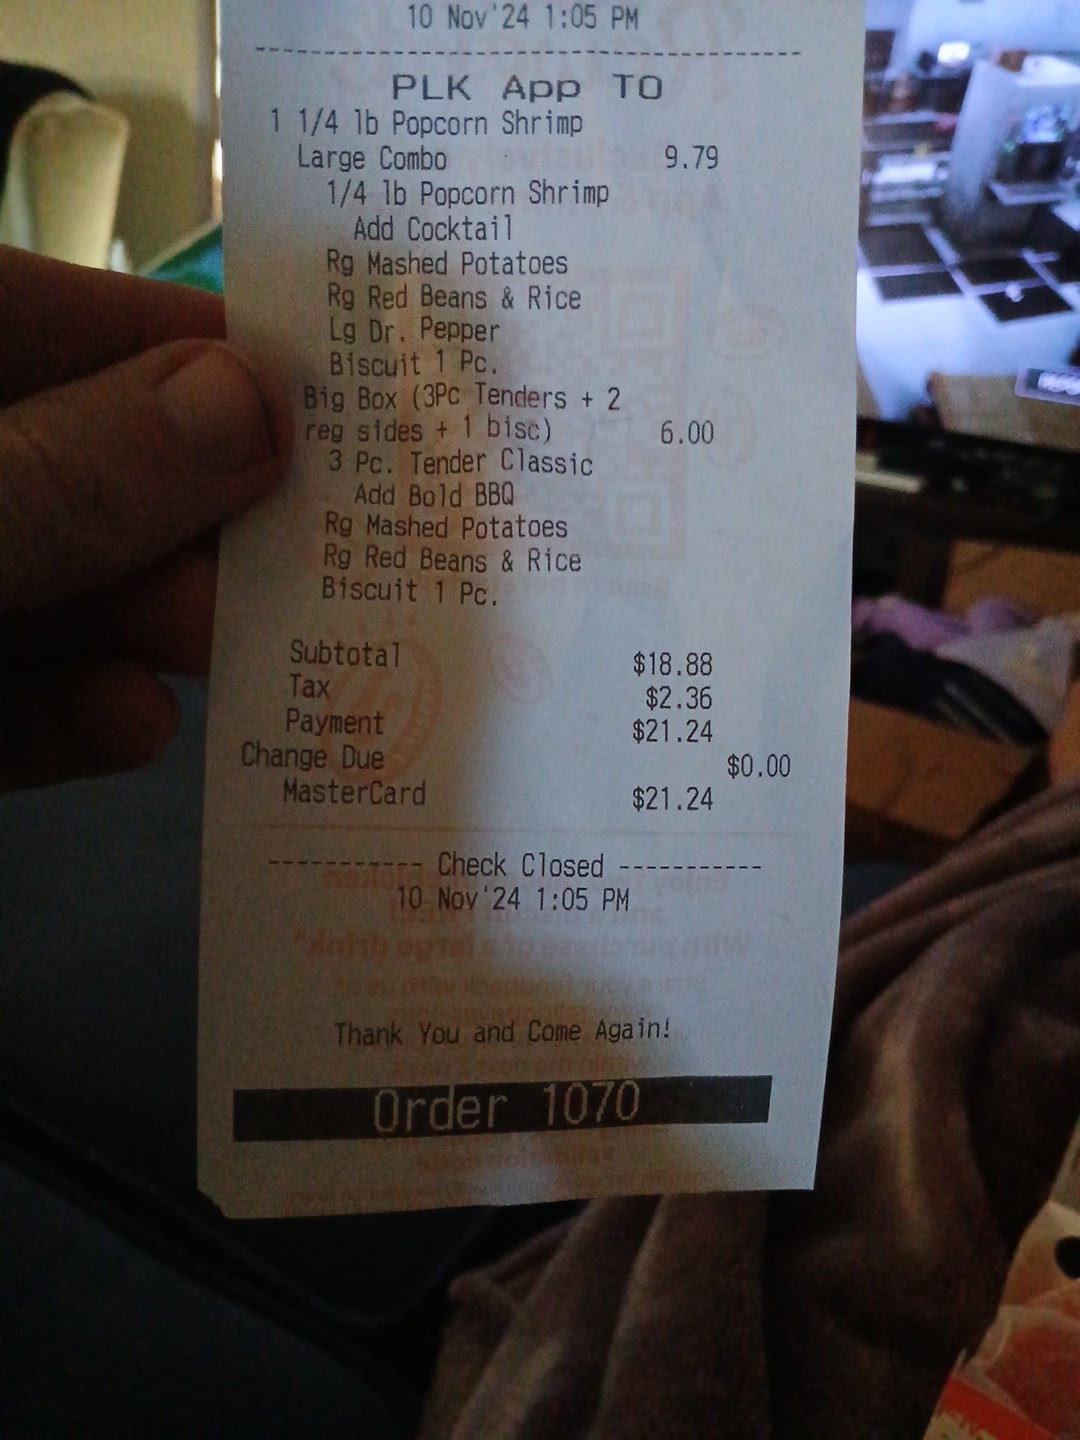 10 Nov'24 1:05 PM
--------------------------------------------
PLK App TO
1 1/4 lb Popcorn Shrimp
Large Combo 9.79
1/4 lb Popcorn Shrimp
Add Cocktail
Rg Mashed Potatoes
Rg Red Beans & Rice
Lg Dr. Pepper
Biscuit 1 Pc.
Big Box (3Pc Tenders + 2
reg sides + 1 bisc) 6.00
3 Pc. Tender Classic
Add Bold BBQ
Rg Mashed Potatoes
Rg Red Beans & Rice
Biscuit 1 Pc.
Subtotal $18.88
Tax $2.36
Payment $21.24
Change Due $0.00
MasterCard $21.24
----------- Check Closed -----------
10 Nov'24 1:05 PM
Thank You and Come Again!
Order 1070